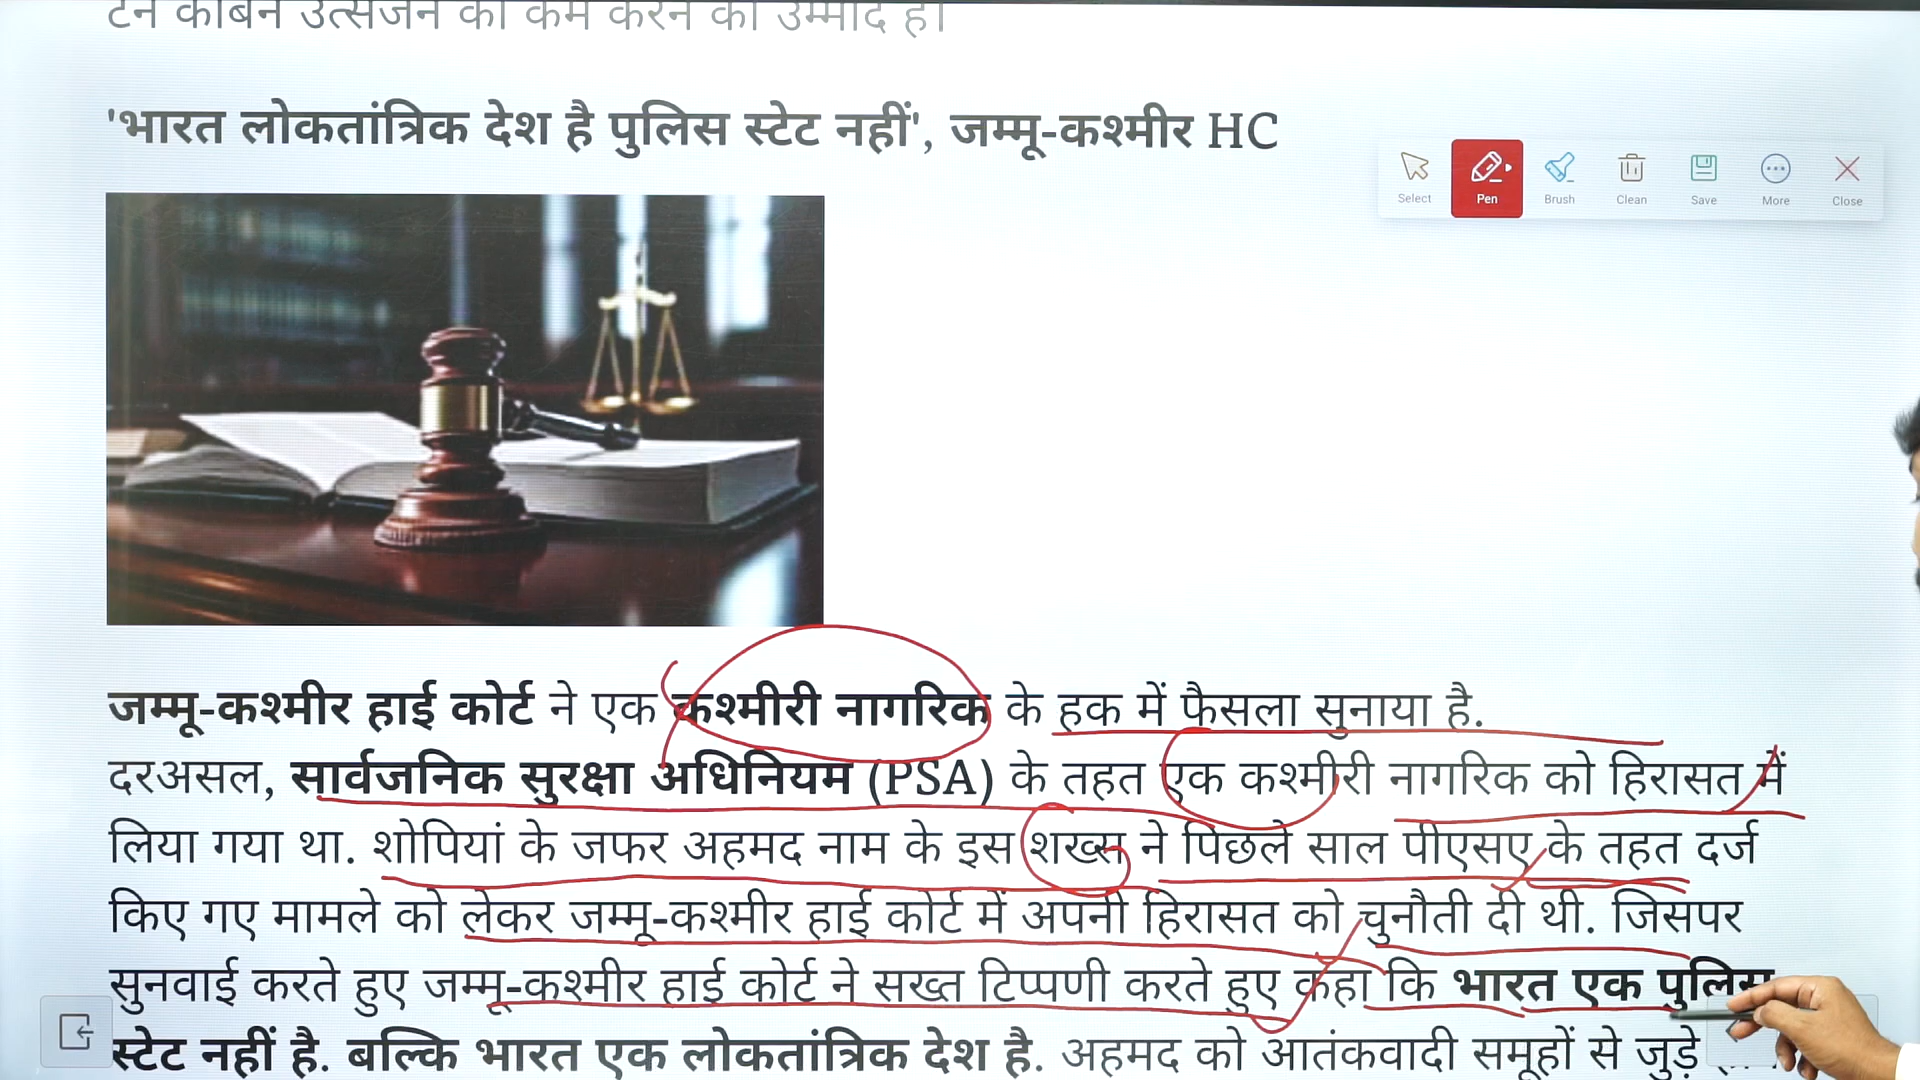 टन कार्बन उत्सर्जन को कम करने की उम्मीद है।
'भारत लोकतांत्रिक देश है पुलिस स्टेट नहीं', जम्मू-कश्मीर HC
Select Pen Brush Clean Save More Close
जम्मू-कश्मीर हाई कोर्ट ने एक कश्मीरी नागरिक के हक में फैसला सुनाया है.
दरअसल, सार्वजनिक सुरक्षा अधिनियम (PSA) के तहत एक कश्मीरी नागरिक को हिरासत में
लिया गया था. शोपियां के जफर अहमद नाम के इस शख्स ने पिछले साल पीएसए के तहत दर्ज
किए गए मामले को लेकर जम्मू-कश्मीर हाई कोर्ट में अपनी हिरासत को चुनौती दी थी. जिसपर
सुनवाई करते हुए जम्मू-कश्मीर हाई कोर्ट ने सख्त टिप्पणी करते हुए कहा कि भारत एक पुलिस
स्टेट नहीं है. बल्कि भारत एक लोकतांत्रिक देश है. अहमद को आतंकवादी समूहों से जुड़े